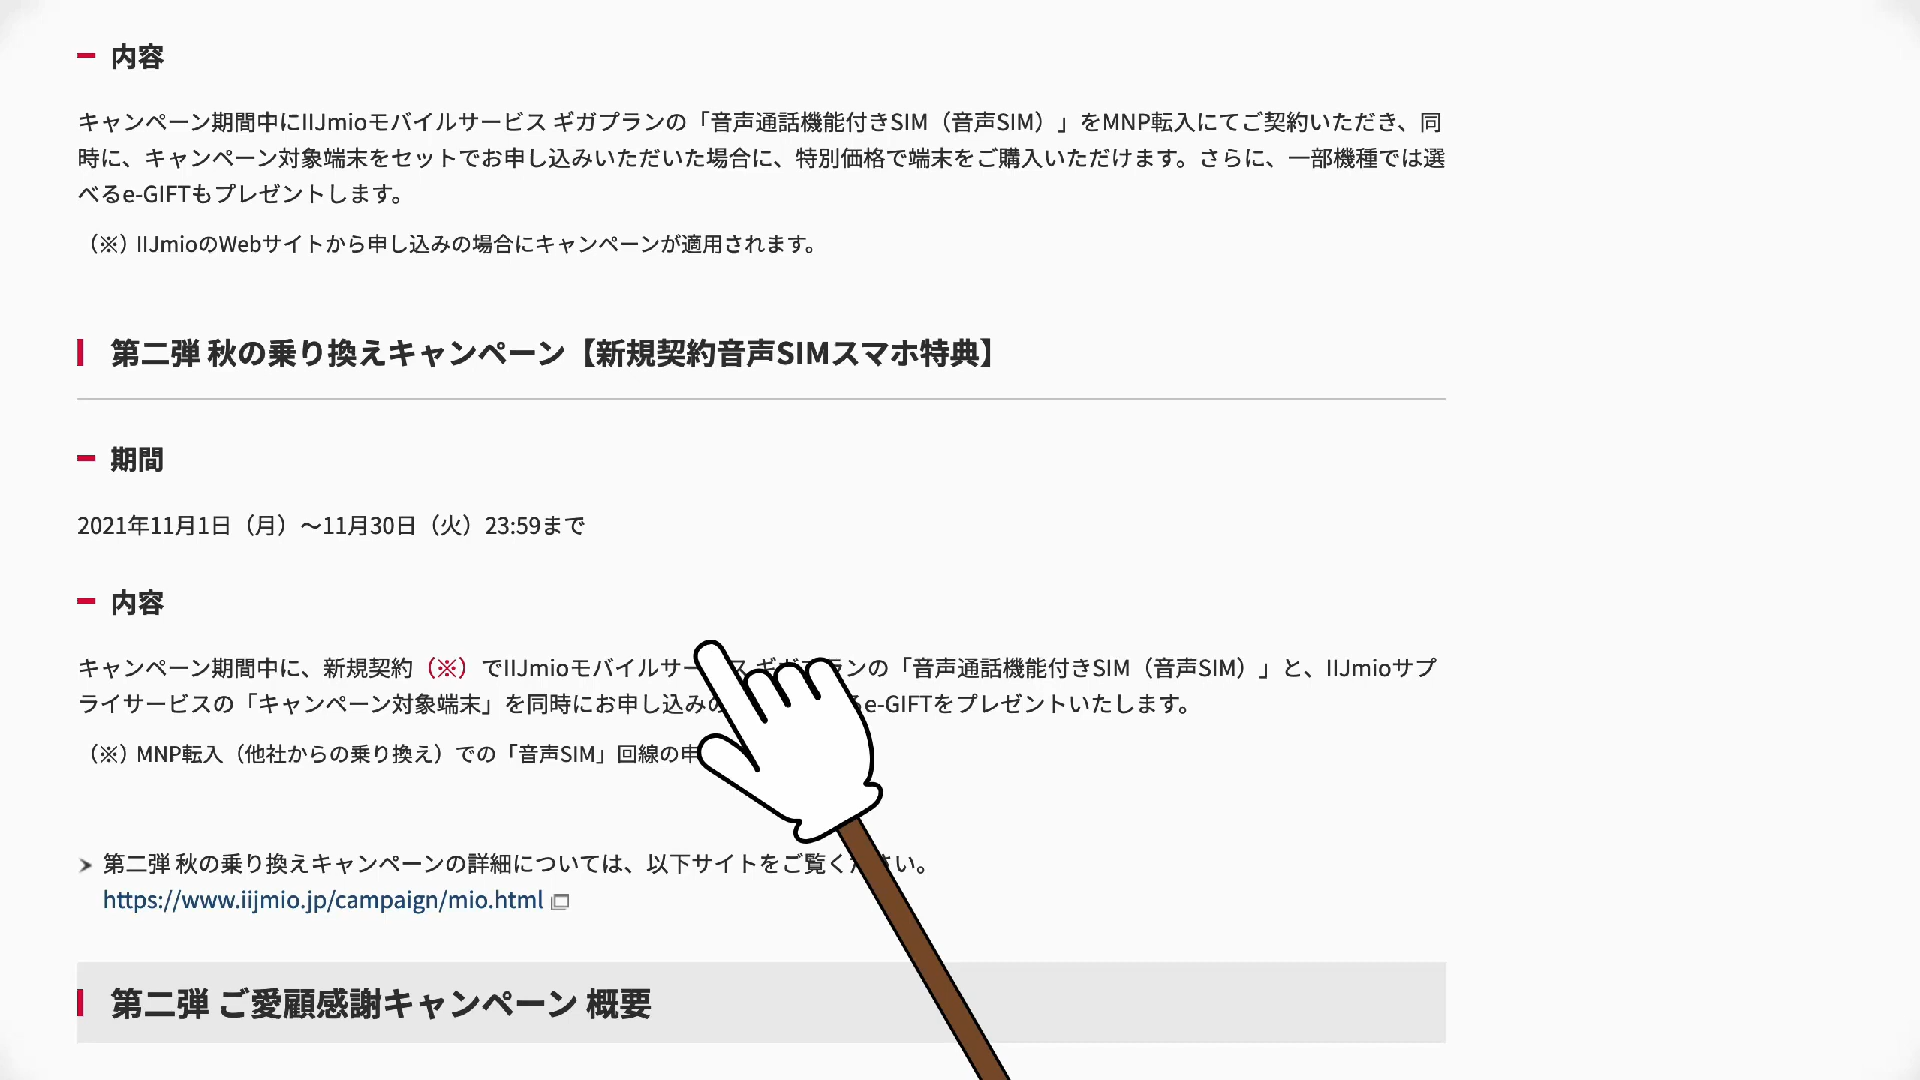 内容
キャンペーン期間中にIIJmioモバイルサービス ギガプランの「音声通話機能付きSIM（音声SIM）」をMNP転入にてご契約いただき、同
時に、キャンペーン対象端末をセットでお申し込みいただいた場合に、特別価格で端末をご購入いただけます。さらに、一部機種では選
べるe-GIFTもプレゼントします。
（※）IIJmioのWebサイトから申し込みの場合にキャンペーンが適用されます。
第二弾 秋の乗り換えキャンペーン【新規契約音声SIMスマホ特典】
期間
2021年11月1日（月）～11月30日（火）23:59まで
内容
キャンペーン期間中に、新規契約（※）でIIJmioモバイルサービス ギガプランの「音声通話機能付きSIM（音声SIM）」と、IIJmioサプ
ライサービスの「キャンペーン対象端末」を同時にお申し込みの e-GIFTをプレゼントいたします。
（※）MNP転入（他社からの乗り換え）での「音声SIM」回線の申
第二弾 秋の乗り換えキャンペーンの詳細については、以下サイトをご覧ください。
https://www.iijmio.jp/campaign/mio.html
第二弾 ご愛顧感謝キャンペーン 概要